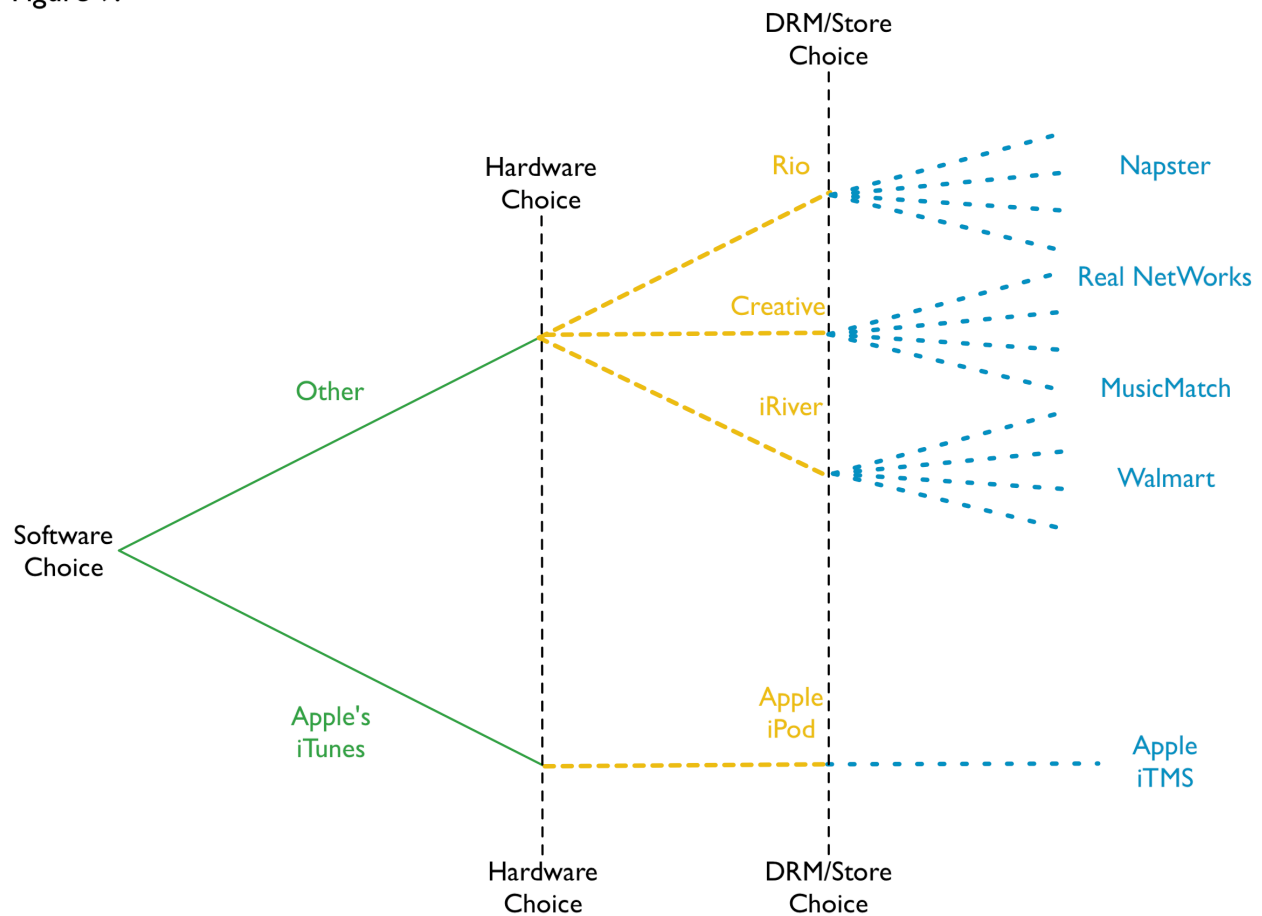 DRM/Store
Choice
Hardware
Choice
Rio
Napster
Real NetWorks
Creative
Other
iRiver
MusicMatch
Walmart
Software
Choice
Apple's
iTunes
Apple
iPod
Apple
iTMS
Hardware
Choice
DRM/Store
Choice